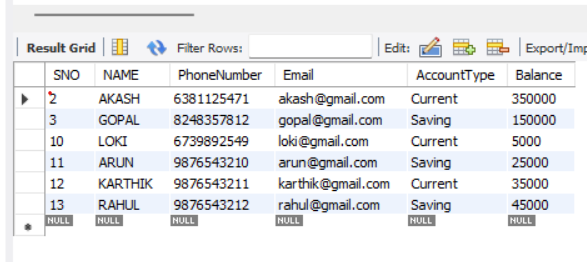 Result Grid Filter Rows: Edit: Export/Imp
SNO NAME PhoneNumber Email AccountType Balance
2 AKASH 6381125471 akash@gmail.com Current 350000
3 GOPAL 8248357812 gopal@gmail.com Saving 150000
10 LOKI 6739892549 loki@gmail.com Current 5000
11 ARUN 9876543210 arun@gmail.com Saving 25000
12 KARTHIK 9876543211 karthik@gmail.com Current 35000
13 RAHUL 9876543212 rahul@gmail.com Saving 45000
NULL NULL NULL NULL NULL NULL